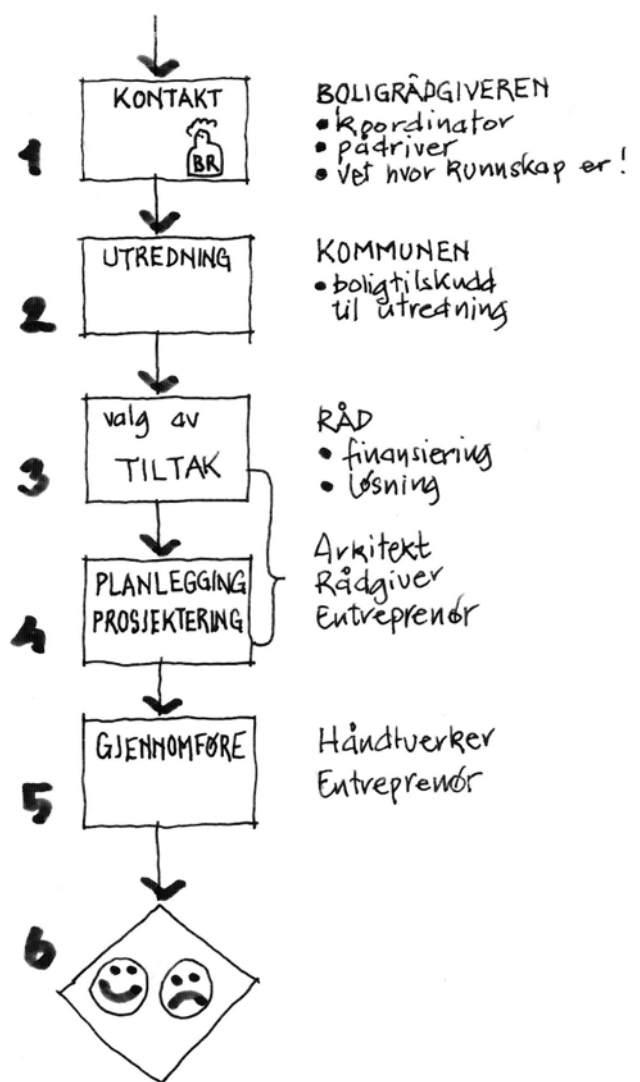 1
KONTAKT
BR
BOLIGRÅDGIVEREN
• koordinator
• pådriver
• Vet hvor kunnskap er!
2
UTREDNING
KOMMUNEN
• boligtilskudd
til utredning
3
valg av
TILTAK
RÅD
• finansiering
• løsning
4
PLANLEGGING
PROSJEKTERING
Arkitekt
Rådgiver
Entreprenør
5
GJENNOMFØRE
Håndtverker
Entreprenør
6